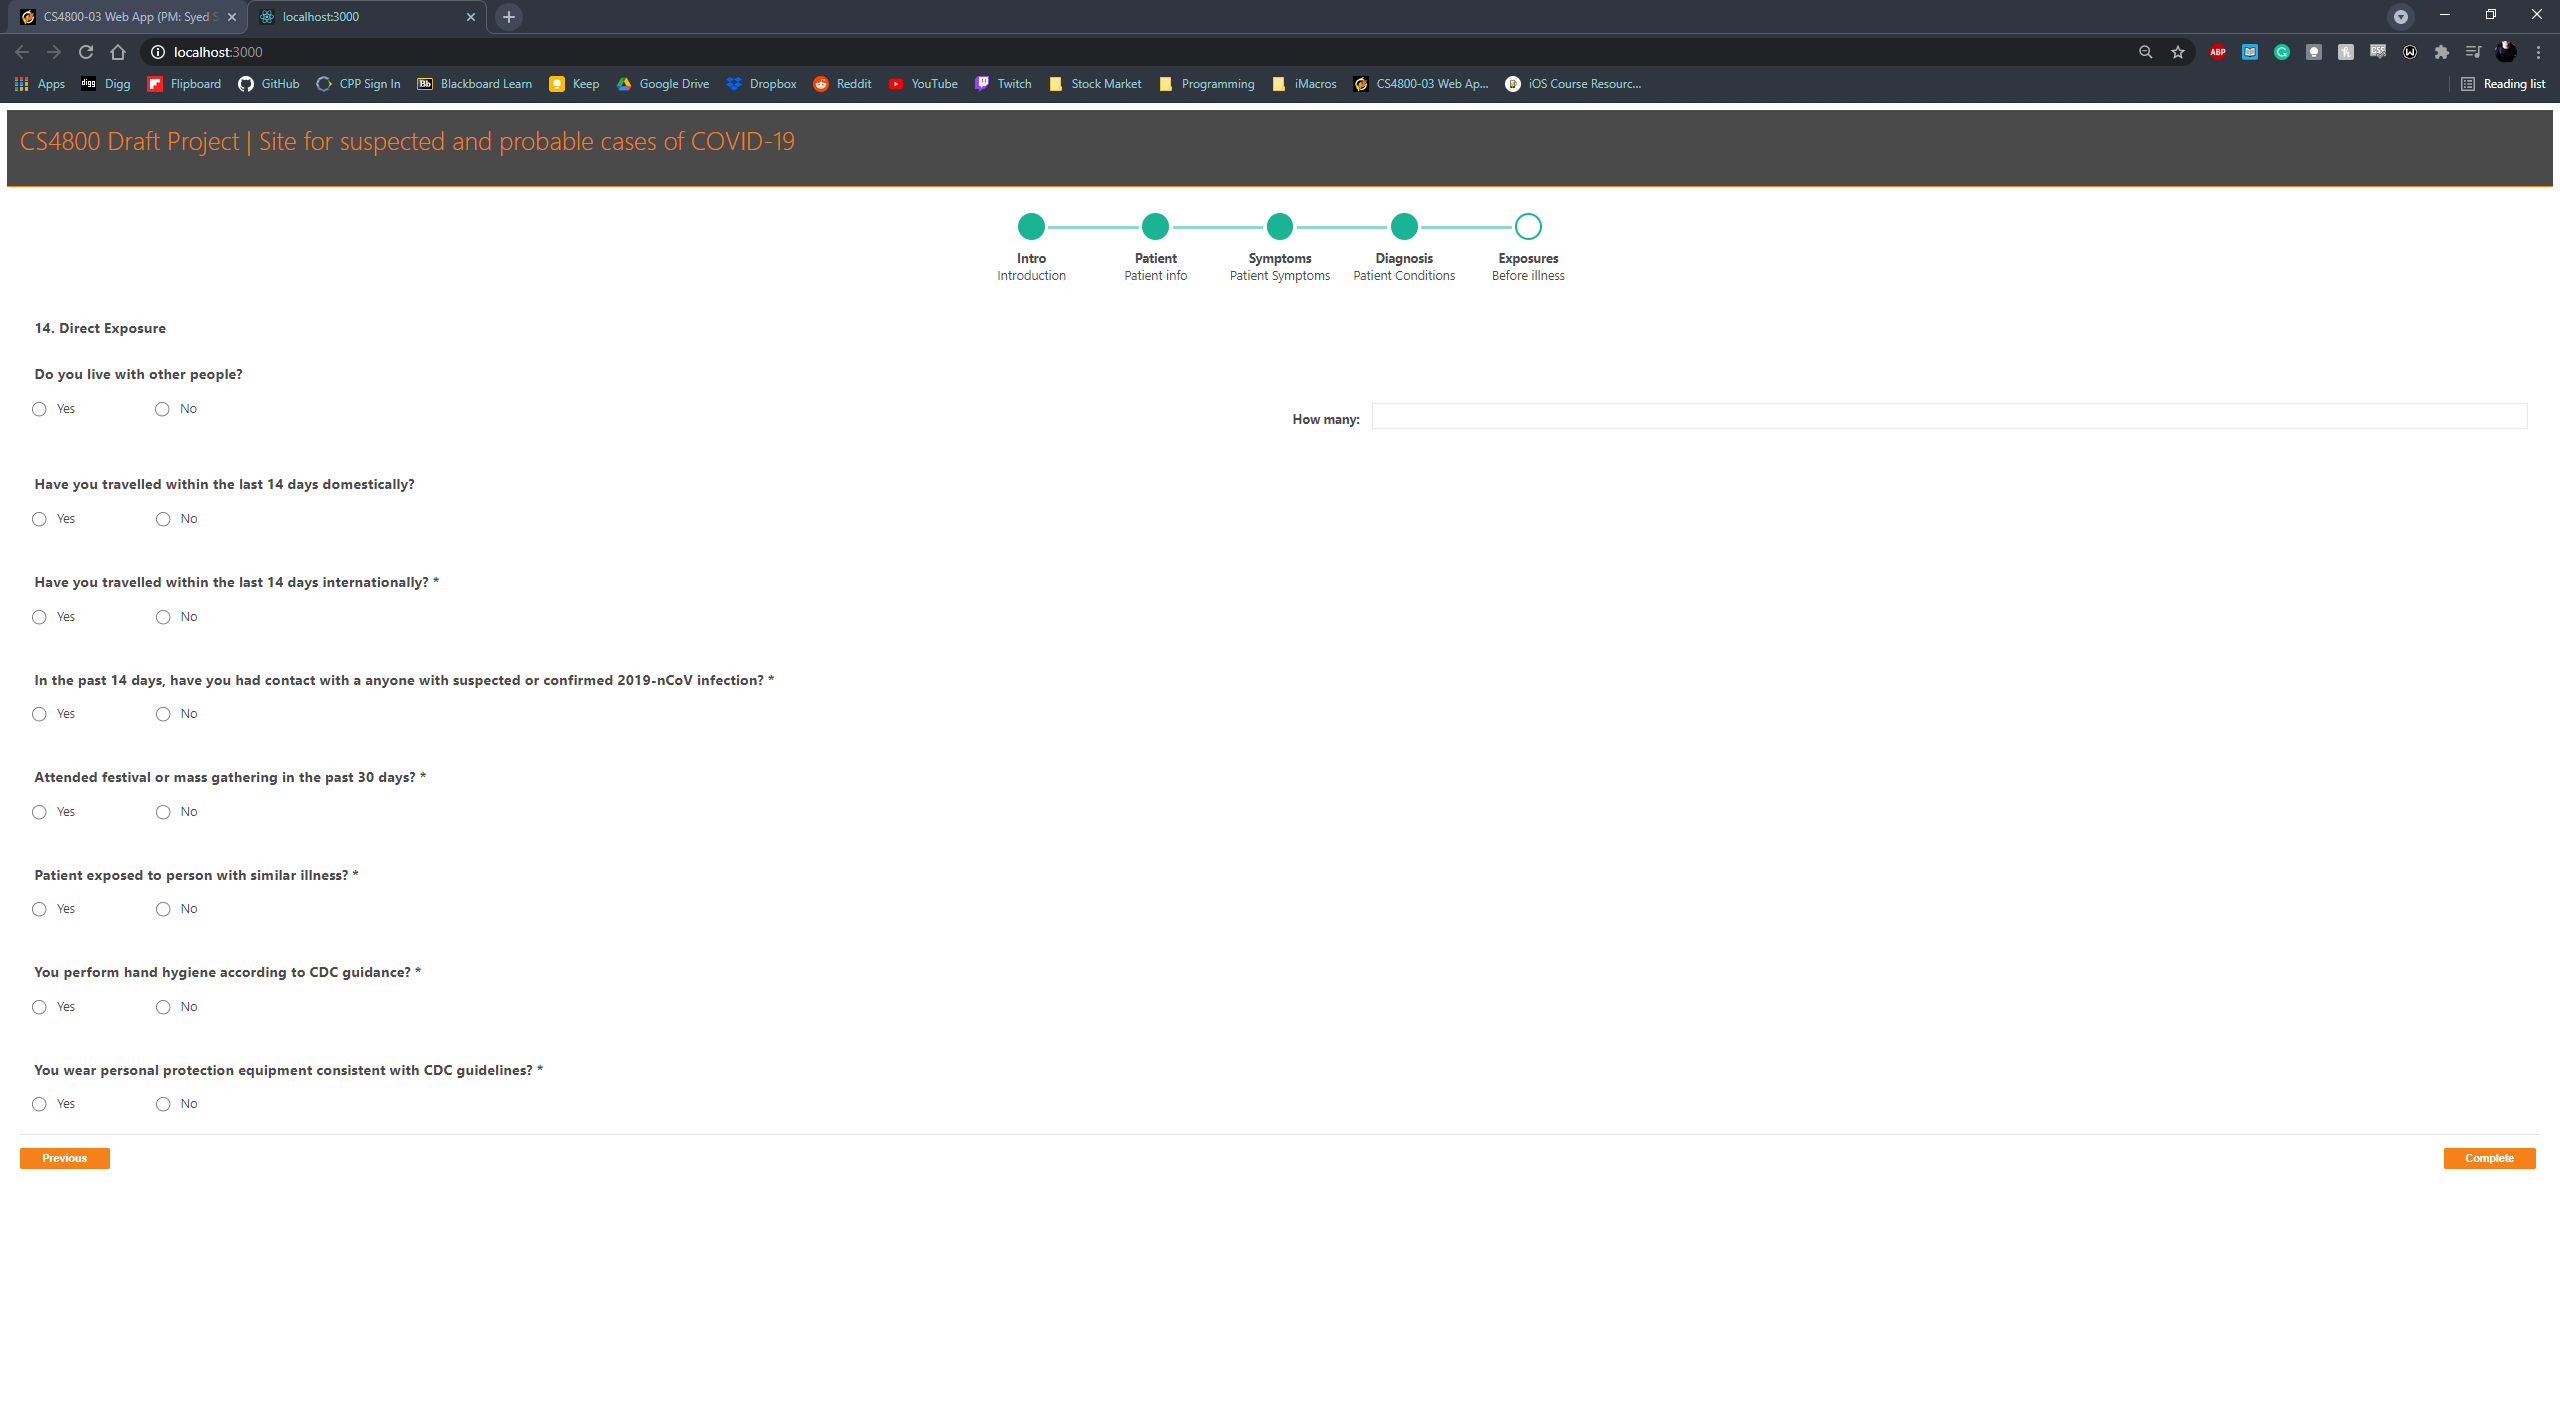 CS4800-03 Web App (PM: Syed S
localhost:3000
localhost:3000
ABP
Apps
digg
Digg
Flipboard
GitHub
CPP Sign In
Bb
Blackboard Learn
Keep
Google Drive
Dropbox
Reddit
YouTube
Twitch
Stock Market
Programming
iMacros
CS4800-03 Web Ap...
iOS Course Resourc...
Reading list
CS4800 Draft Project | Site for suspected and probable cases of COVID-19
Intro
Introduction
Patient
Patient info
Symptoms
Patient Symptoms
Diagnosis
Patient Conditions
Exposures
Before illness
14. Direct Exposure
Do you live with other people?
Yes No
How many:
Have you travelled within the last 14 days domestically?
Yes No
Have you travelled within the last 14 days internationally? *
Yes No
In the past 14 days, have you had contact with a anyone with suspected or confirmed 2019-nCoV infection? *
Yes No
Attended festival or mass gathering in the past 30 days? *
Yes No
Patient exposed to person with similar illness? *
Yes No
You perform hand hygiene according to CDC guidance? *
Yes No
You wear personal protection equipment consistent with CDC guidelines? *
Yes No
Previous
Complete